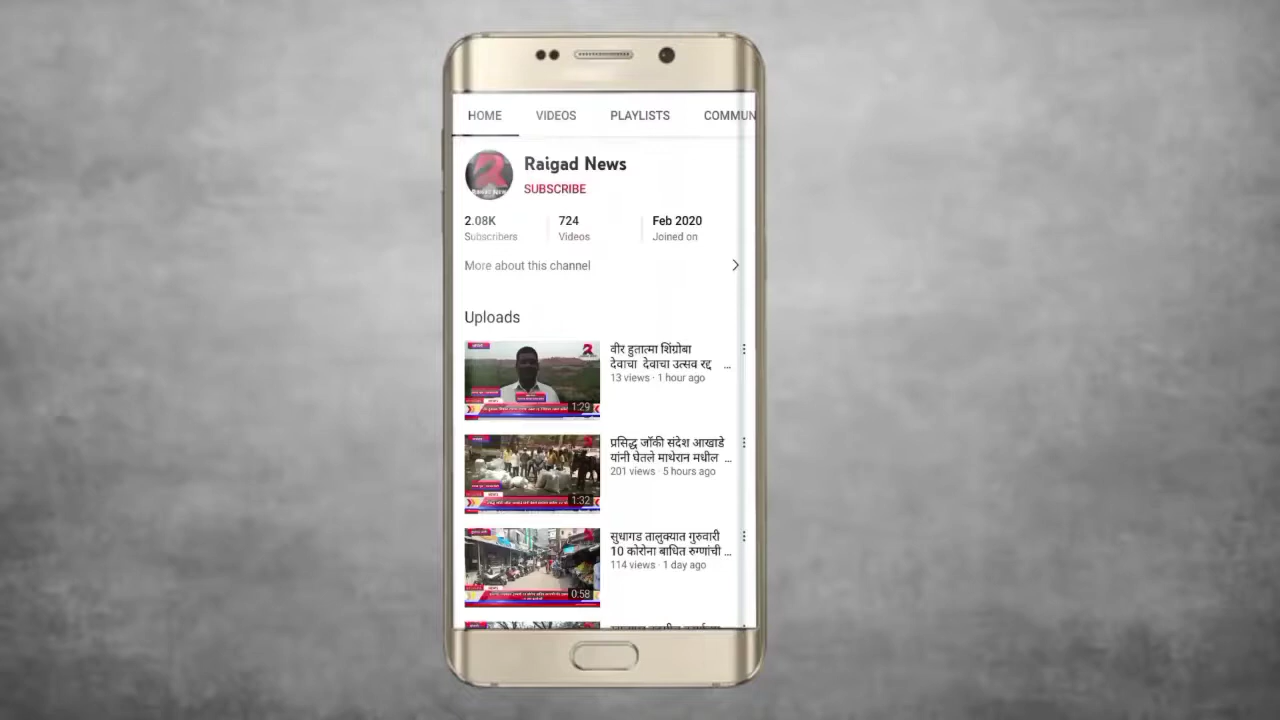 HOME VIDEOS PLAYLISTS COMMUN
Raigad News
SUBSCRIBE
2.08K 724 Feb 2020
Subscribers Videos Joined on
More about this channel
Uploads
वीर हुतात्मा शिंग्रोबा
देवाचा देवाचा उत्सव रद्द ...
13 views · 1 hour ago
1:29
प्रसिद्ध जॉकी संदेश आखाडे
यांनी घेतले माथेरान मधील ...
201 views · 5 hours ago
1:32
सुधागड तालुक्यात गुरुवारी
10 कोरोना बाधित रुग्णांची ...
114 views · 1 day ago
0:58